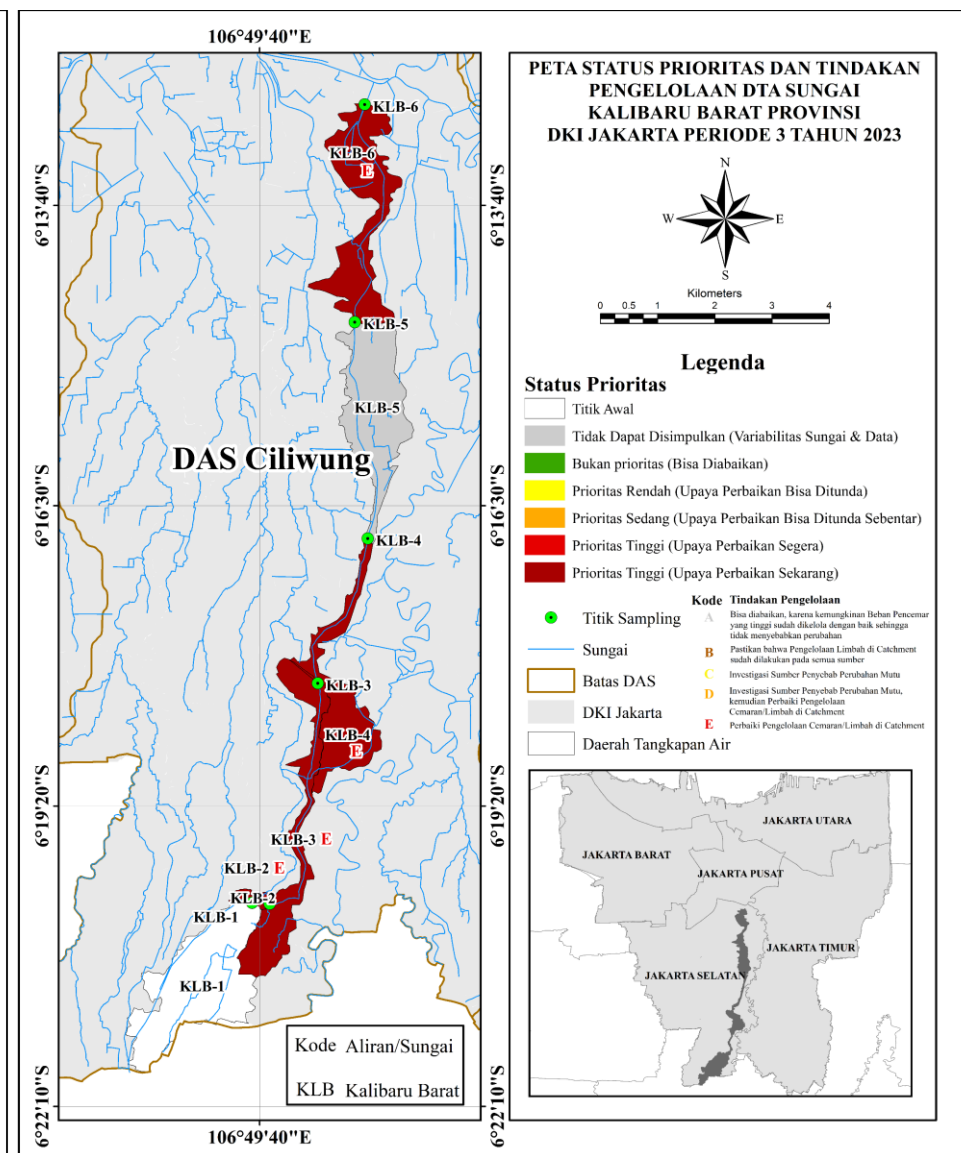 106°49'40"E
KLB-6
KLB-6
E
6°13'40"S
6°13'40"S
KLB-5
KLB-5
DAS Ciliwung
6°16'30"S
6°16'30"S
KLB-4
KLB-3
KLB-4
E
6°19'20"S
6°19'20"S
KLB-3 E
KLB-2 E
KLB-2
KLB-1
KLB-1
Kode Aliran/Sungai
KLB Kalibaru Barat
6°22'10"S
6°22'10"S
106°49'40"E
PETA STATUS PRIORITAS DAN TINDAKAN
PENGELOLAAN DTA SUNGAI
KALIBARU BARAT PROVINSI
DKI JAKARTA PERIODE 3 TAHUN 2023
N
W E
S
Kilometers
0 0.5 1 2 3 4
Legenda
Status Prioritas
Titik Awal
Tidak Dapat Disimpulkan (Variabilitas Sungai & Data)
Bukan prioritas (Bisa Diabaikan)
Prioritas Rendah (Upaya Perbaikan Bisa Ditunda)
Prioritas Sedang (Upaya Perbaikan Bisa Ditunda Sebentar)
Prioritas Tinggi (Upaya Perbaikan Segera)
Prioritas Tinggi (Upaya Perbaikan Sekarang)
Titik Sampling
Sungai
Batas DAS
DKI Jakarta
Daerah Tangkapan Air
Kode Tindakan Pengelolaan
A Bisa diabaikan, karena kemungkinan Beban Pencemar
yang tinggi sudah dikelola dengan baik sehingga
tidak menyebabkan perubahan
B Pastikan bahwa Pengelolaan Limbah di Catchment
sudah dilakukan pada semua sumber
C Investigasi Sumber Penyebab Perubahan Mutu
D Investigasi Sumber Penyebab Perubahan Mutu,
kemudian Perbaiki Pengelolaan
Cemaran/Limbah di Catchment
E Perbaiki Pengelolaan Cemaran/Limbah di Catchment
JAKARTA UTARA
JAKARTA BARAT
JAKARTA PUSAT
JAKARTA TIMUR
JAKARTA SELATAN